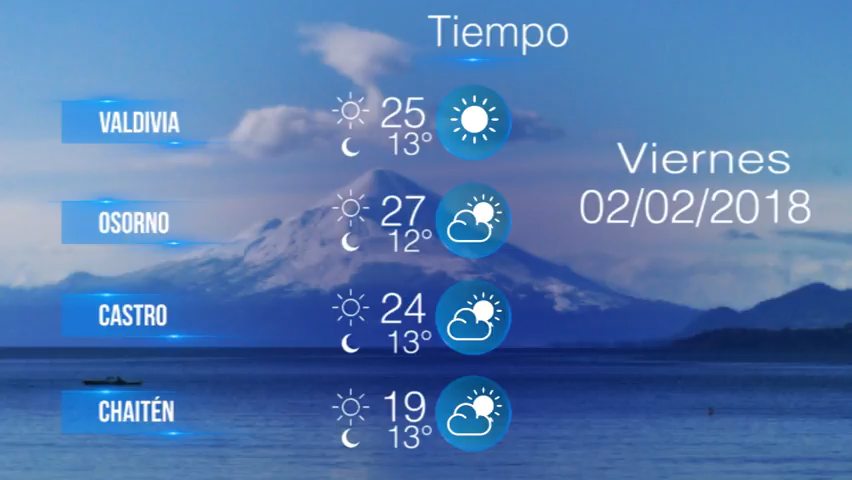 Tiempo
VALDIVIA
25
13°
OSORNO
27
12°
CASTRO
24
13°
CHAITÉN
19
13°
Viernes
02/02/2018